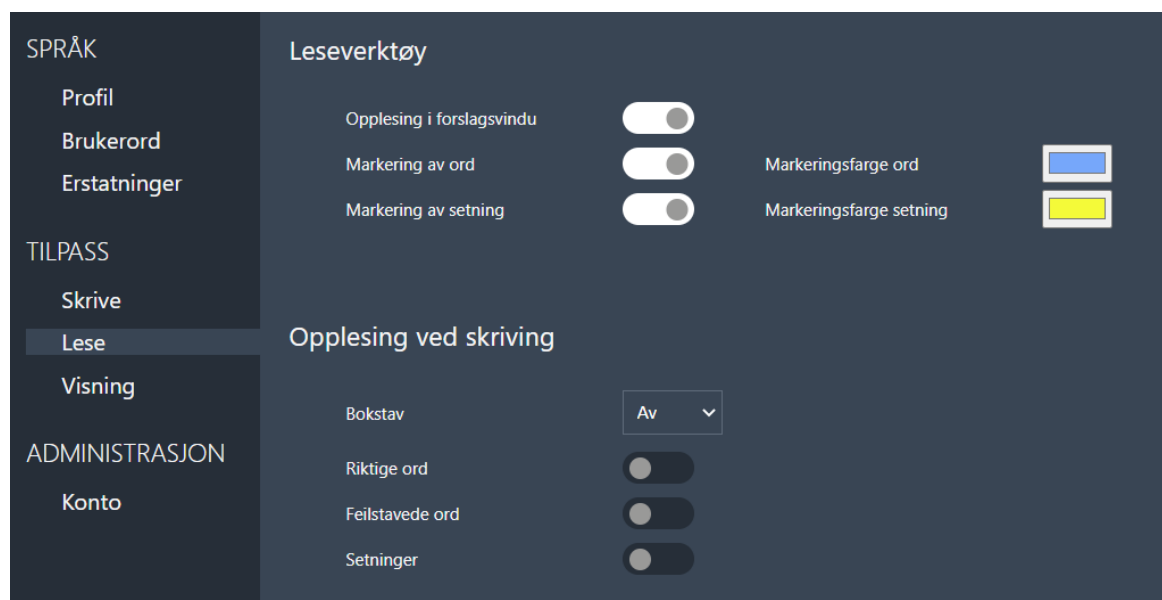 SPRÅK
Profil
Brukerord
Erstatninger
TILPASS
Skrive
Lese
Visning
ADMINISTRASJON
Konto
Leseverktøy
Opplesing i forslagsvindu
Markering av ord
Markeringsfarge ord
Markering av setning
Markeringsfarge setning
Opplesing ved skriving
Bokstav
Av
Riktige ord
Feilstavede ord
Setninger